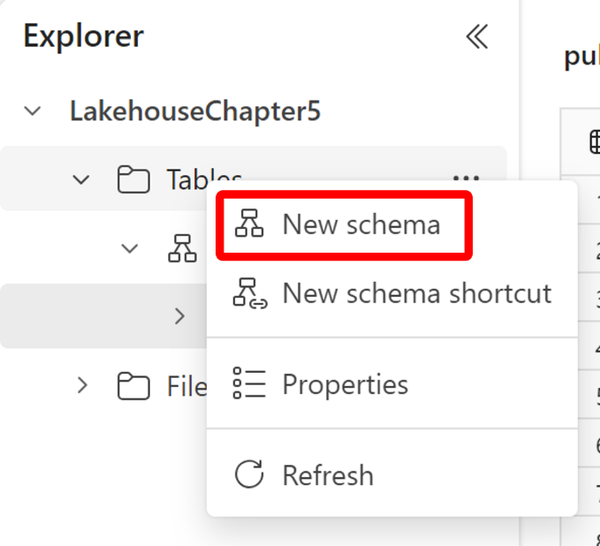 Explorer
LakehouseChapter5
Tables
New schema
New schema shortcut
Properties
Refresh